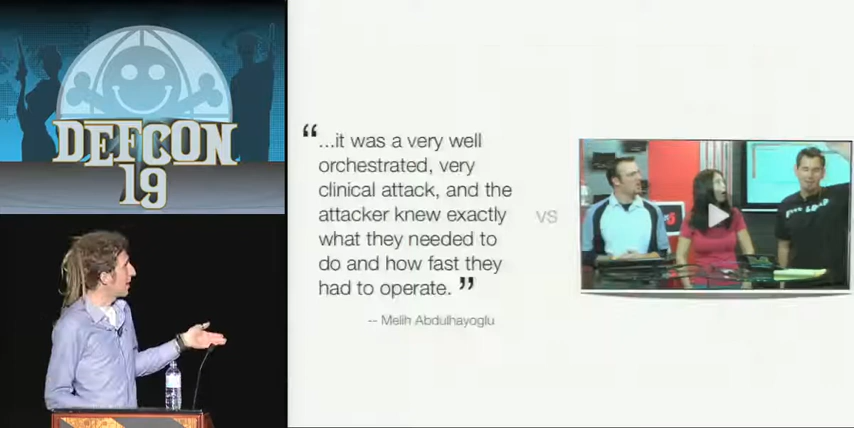 DEFCON
19
“...it was a very well
orchestrated, very
clinical attack, and the
attacker knew exactly
what they needed to
do and how fast they
had to operate.”
-- Melih Abdulhayoglu
vs